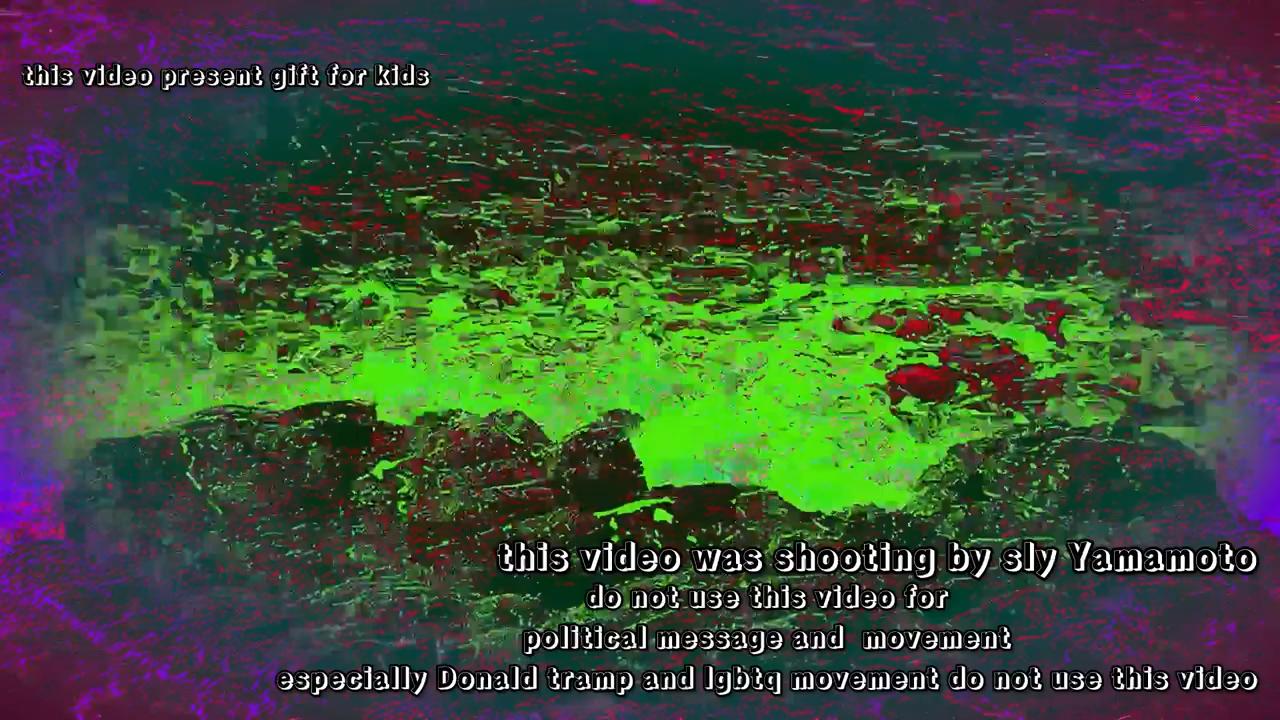 this video present gift for kids
this video was shooting by sly Yamamoto
do not use this video for
political message and movement
especially Donald tramp and lgbtq movement do not use this video